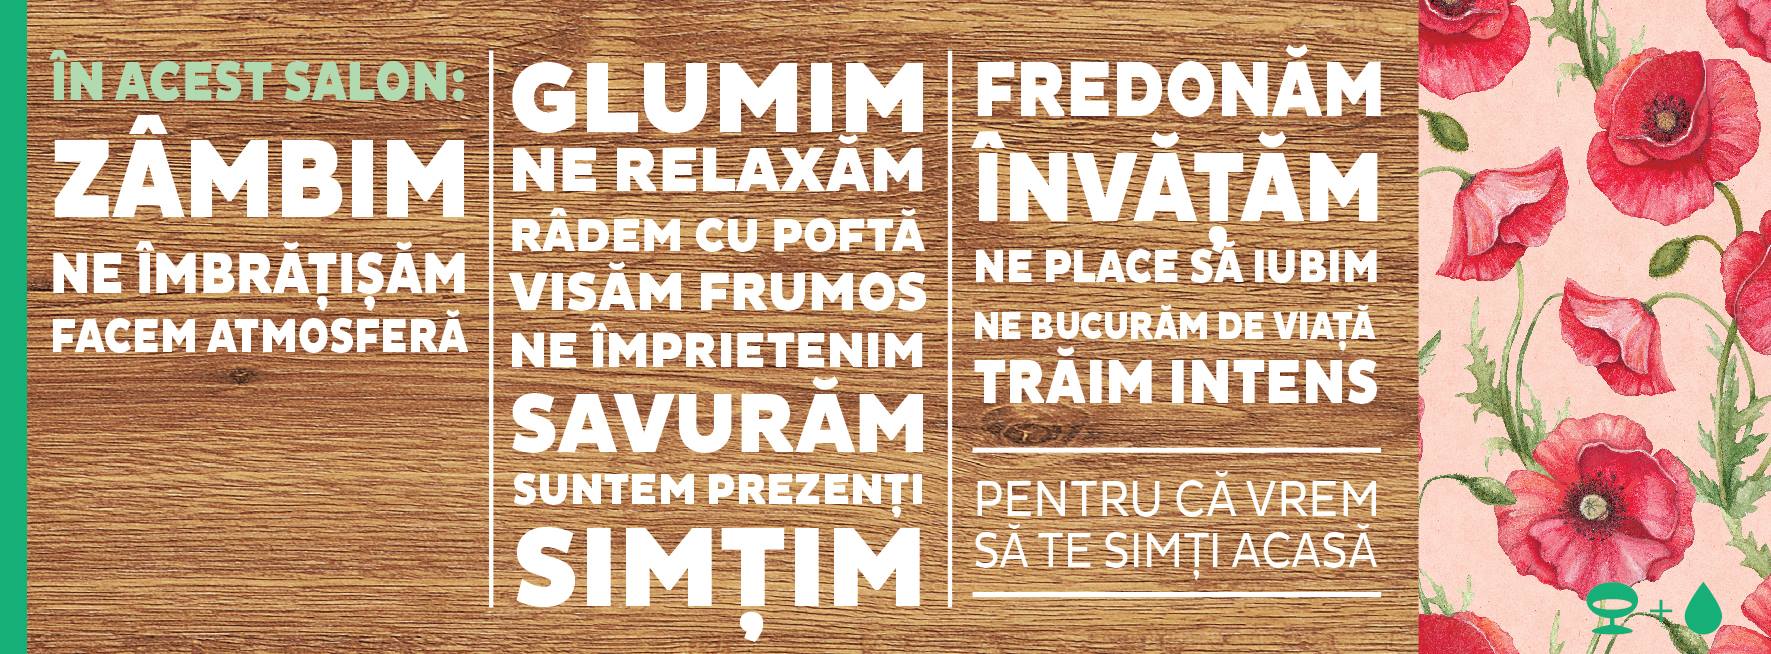 ÎN ACEST SALON:
ZÂMBIM
NE ÎMBRĂȚIȘĂM
FACEM ATMOSFERĂ
GLUMIM
NE RELAXĂM
RÂDEM CU POFTĂ
VISĂM FRUMOS
NE ÎMPRIETENIM
SAVURĂM
SUNTEM PREZENȚI
SIMȚIM
FREDONĂM
ÎNVĂȚĂM
NE PLACE SĂ IUBIM
NE BUCURĂM DE VIAȚĂ
TRĂIM INTENS
PENTRU CĂ VREM
SĂ TE SIMȚI ACASĂ